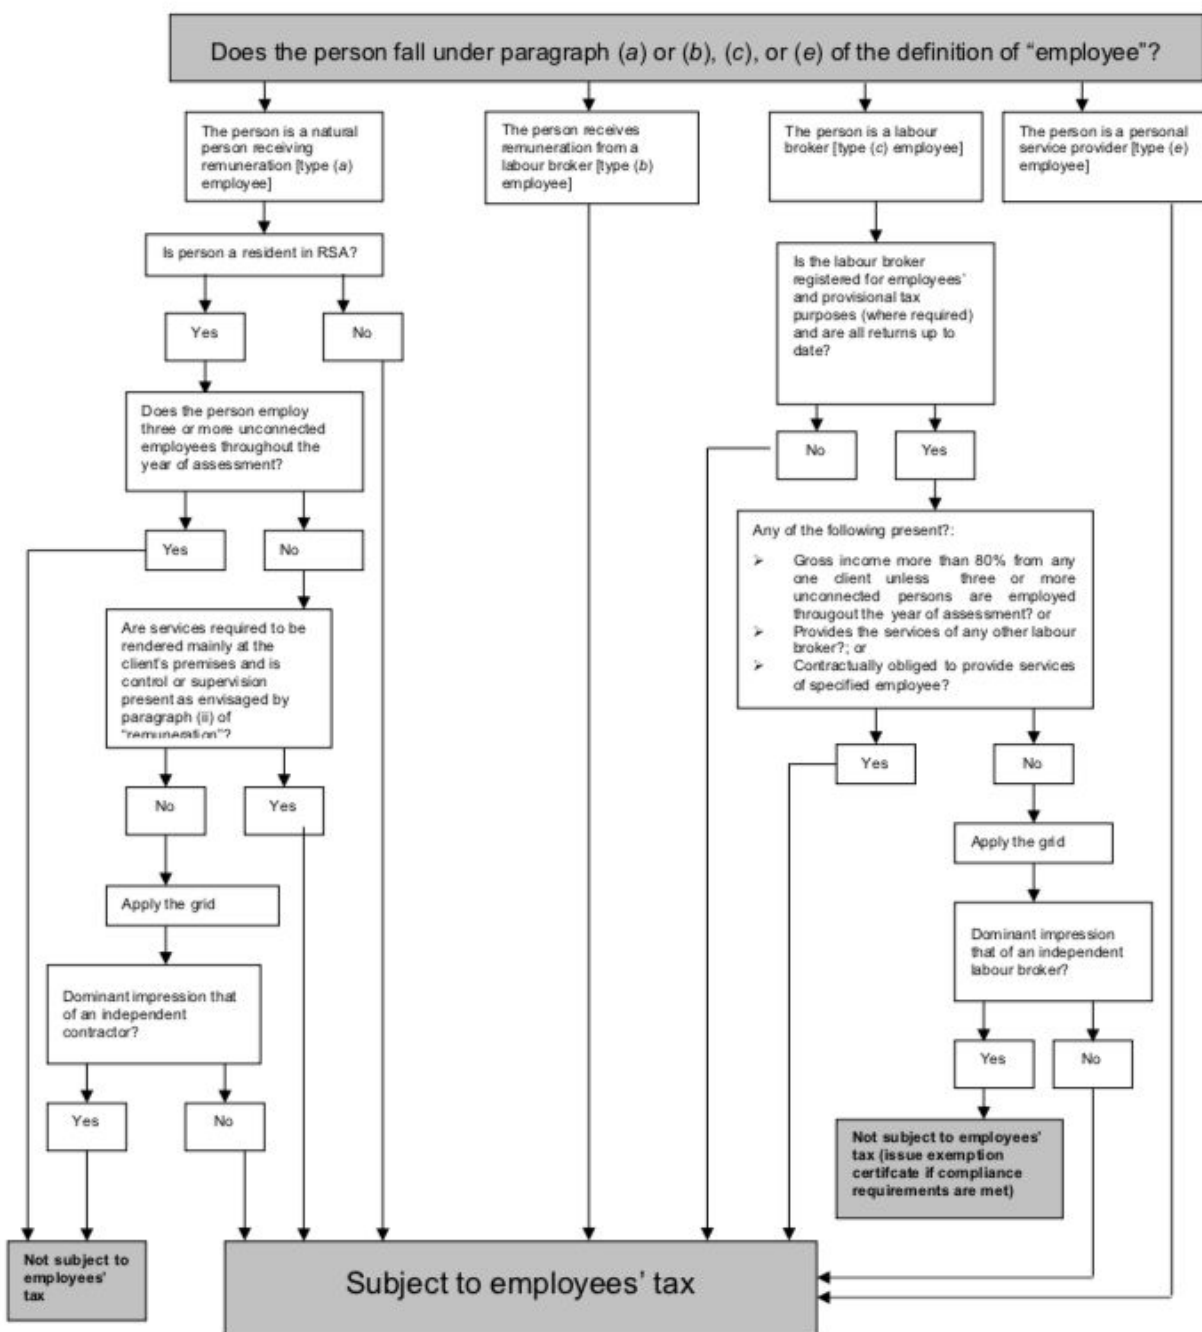 Does the person fall under paragraph (a) or (b), (c), or (e) of the definition of “employee”?
The person is a natural
person receiving
remuneration [type (a)
employee]
The person receives
remuneration from a
labour broker [type (b)
employee]
The person is a labour
broker [type (c) employee]
The person is a personal
service provider [type (e)
employee]
Is person a resident in RSA?
Yes
No
Does the person employ
three or more unconnected
employees throughout the
year of assessment?
Yes
No
Are services required to be
rendered mainly at the
client's premises and is
control or supervision
present as envisaged by
paragraph (ii) of
“remuneration”?
No
Yes
Apply the grid
Dominant impression that
of an independent
contractor?
Yes
No
Is the labour broker
registered for employees'
and provisional tax
purposes (where required)
and are all returns up to
date?
No
Yes
Any of the following present?:
➢ Gross income more than 80% from any
one client unless three or more
unconnected persons are employed
througout the year of assessment? or
➢ Provides the services of any other labour
broker?; or
➢ Contractually obliged to provide services
of specified employee?
Yes
No
Apply the grid
Dominant impression
that of an independent
labour broker?
Yes
No
Not subject to employees'
tax (issue exemption
certifcate if compliance
requirements are met)
Not subject to
employees'
tax
Subject to employees' tax